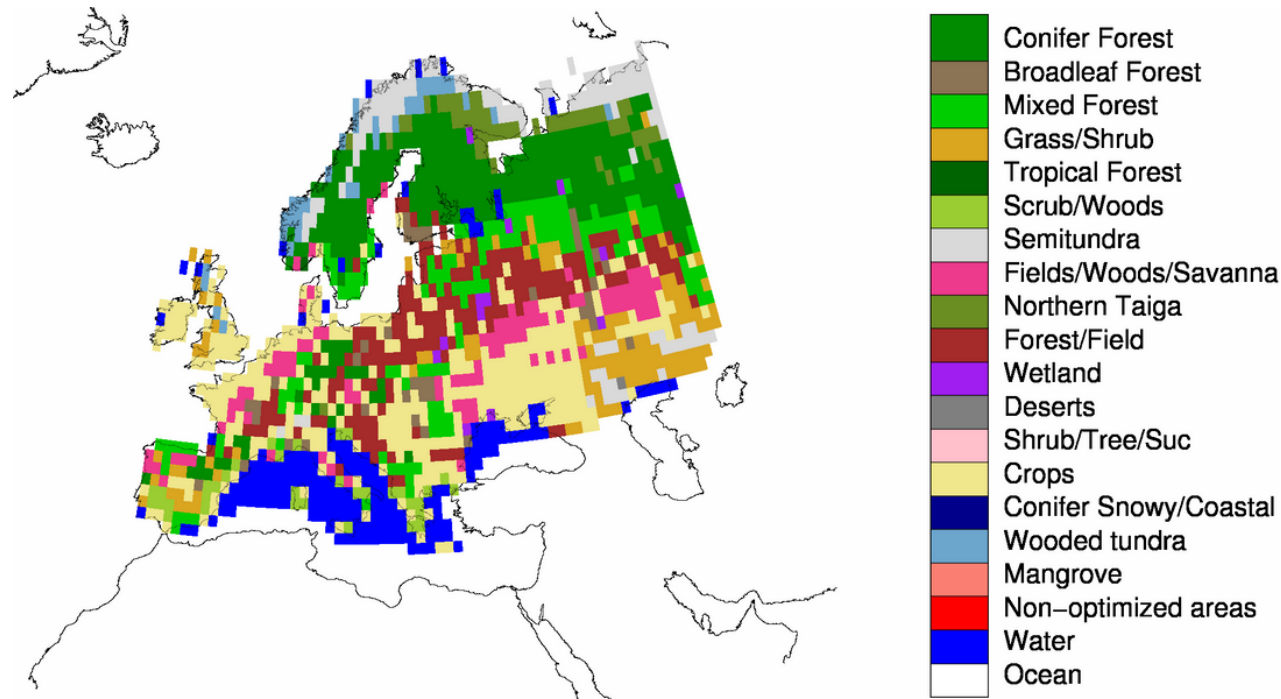 Conifer Forest
Broadleaf Forest
Mixed Forest
Grass/Shrub
Tropical Forest
Scrub/Woods
Semitundra
Fields/Woods/Savanna
Northern Taiga
Forest/Field
Wetland
Deserts
Shrub/Tree/Suc
Crops
Conifer Snowy/Coastal
Wooded tundra
Mangrove
Non−optimized areas
Water
Ocean